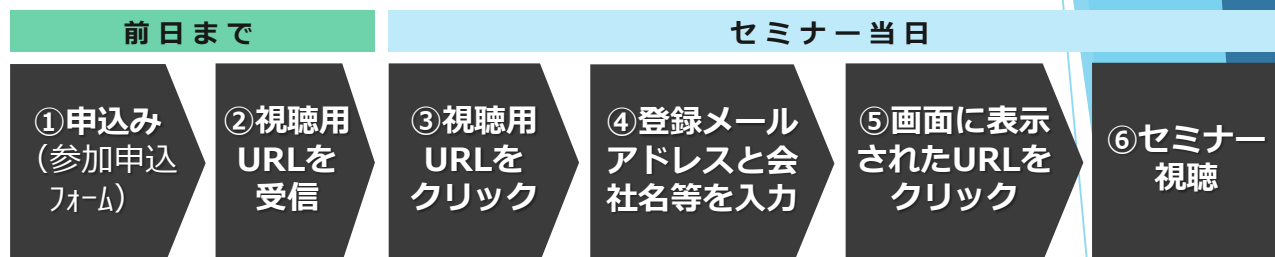 前日まで
セミナー当日
①申込み
（参加申込
ﾌｫｰﾑ）
②視聴用
URLを
受信
③視聴用
URLを
クリック
④登録メール
アドレスと会
社名等を入力
⑤画面に表示
されたURLを
クリック
⑥セミナー
視聴